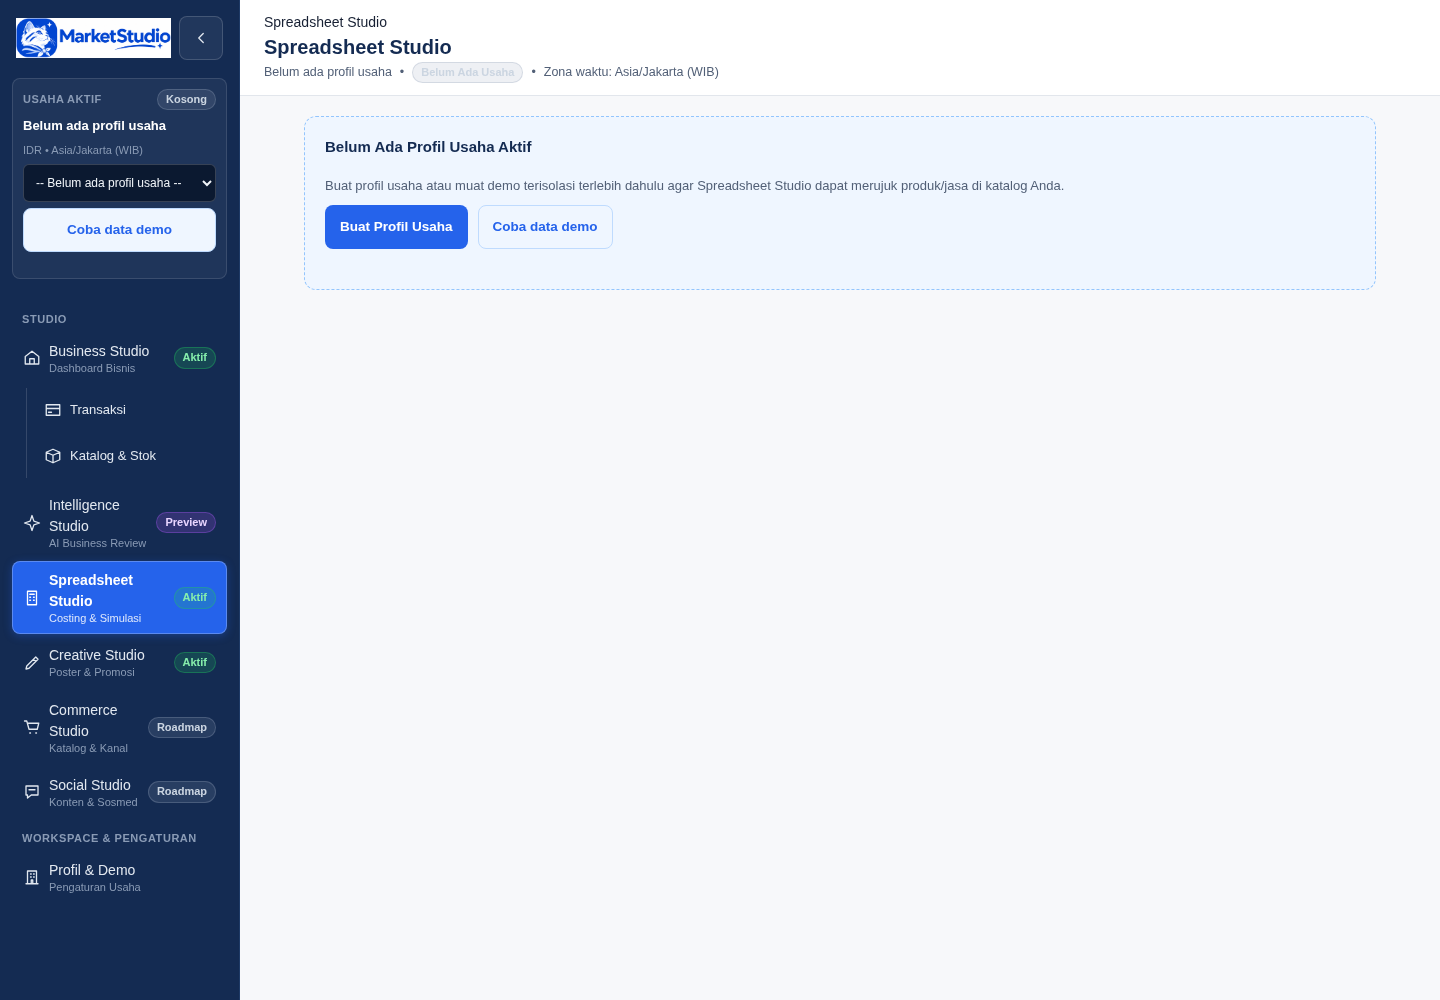 MarketStudio
USAHA AKTIF
Kosong
Belum ada profil usaha
IDR • Asia/Jakarta (WIB)
-- Belum ada profil usaha --
Coba data demo
STUDIO
Business Studio
Dashboard Bisnis
Aktif
Transaksi
Katalog & Stok
Intelligence
Studio
AI Business Review
Preview
Spreadsheet
Studio
Costing & Simulasi
Aktif
Creative Studio
Poster & Promosi
Aktif
Commerce
Studio
Katalog & Kanal
Roadmap
Social Studio
Konten & Sosmed
Roadmap
WORKSPACE & PENGATURAN
Profil & Demo
Pengaturan Usaha
Spreadsheet Studio
Spreadsheet Studio
Belum ada profil usaha • Belum Ada Usaha • Zona waktu: Asia/Jakarta (WIB)
Belum Ada Profil Usaha Aktif
Buat profil usaha atau muat demo terisolasi terlebih dahulu agar Spreadsheet Studio dapat merujuk produk/jasa di katalog Anda.
Buat Profil Usaha
Coba data demo